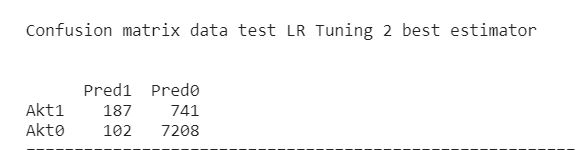 Confusion matrix data test LR Tuning 2 best estimator
Pred1 Pred0
Akt1 187 741
Akt0 102 7208
---------------------------------------------------------